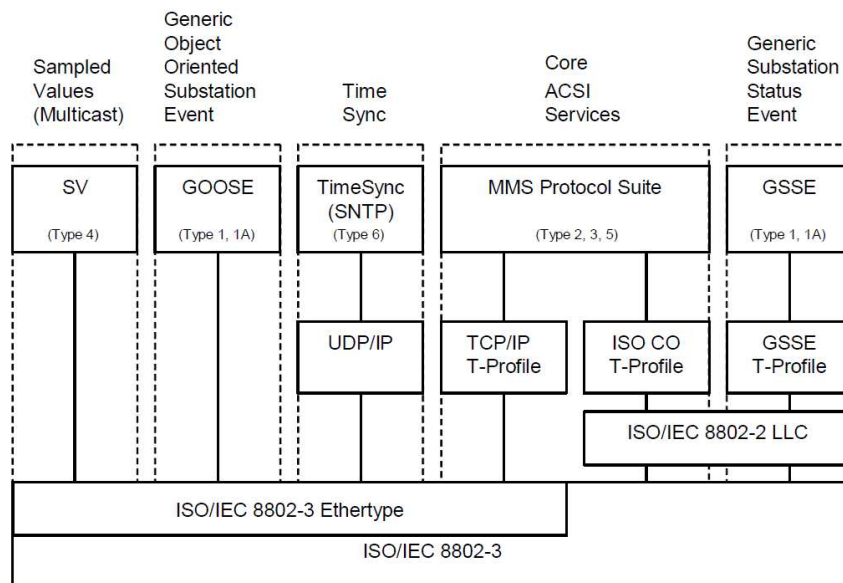 Sampled
Values
(Multicast)
Generic
Object
Oriented
Substation
Event
Time
Sync
Core
ACSI
Services
Generic
Substation
Status
Event
SV
(Type 4)
GOOSE
(Type 1, 1A)
TimeSync
(SNTP)
(Type 6)
MMS Protocol Suite
(Type 2, 3, 5)
GSSE
(Type 1, 1A)
UDP/IP
TCP/IP
T-Profile
ISO CO
T-Profile
GSSE
T-Profile
ISO/IEC 8802-2 LLC
ISO/IEC 8802-3 Ethertype
ISO/IEC 8802-3